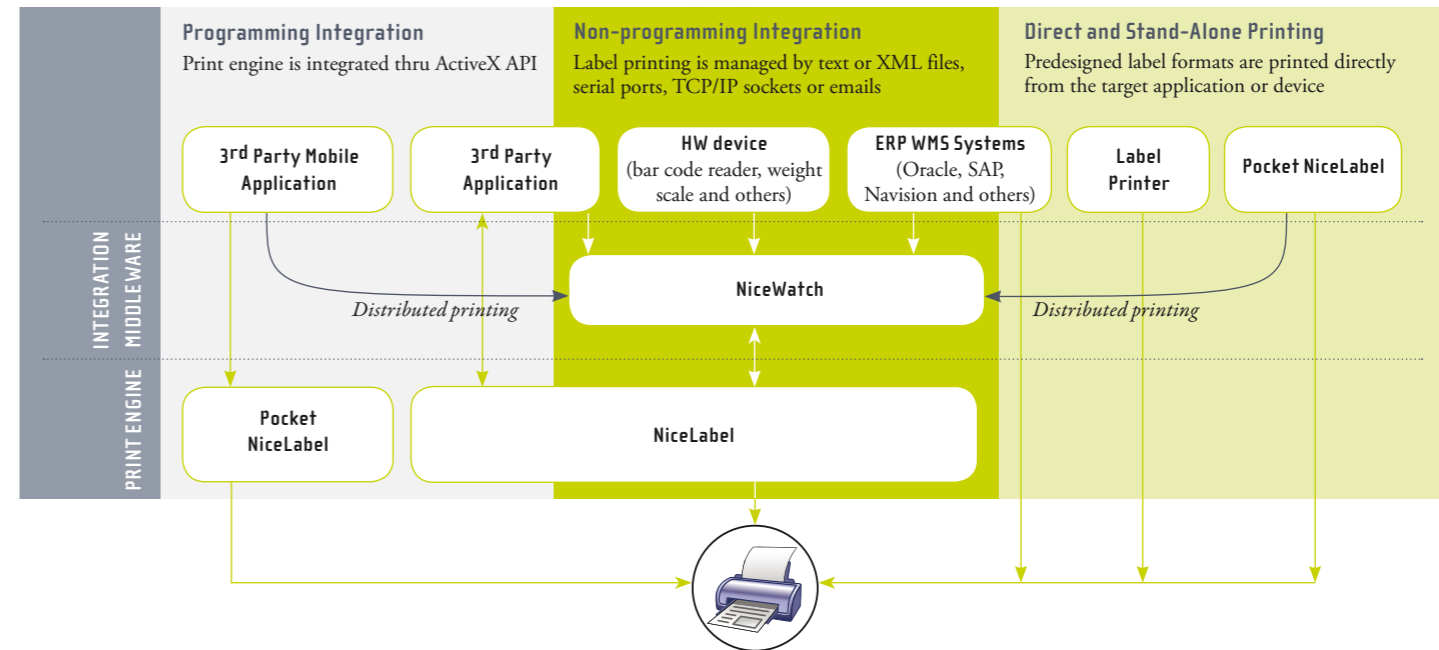 Programming Integration
Print engine is integrated thru ActiveX API
Non-programming Integration
Label printing is managed by text or XML files,
serial ports, TCP/IP sockets or emails
Direct and Stand-Alone Printing
Predesigned label formats are printed directly
from the target application or device
3rd Party Mobile
Application
3rd Party
Application
HW device
(bar code reader, weight
scale and others)
ERP WMS Systems
(Oracle, SAP,
Navision and others)
Label
Printer
Pocket NiceLabel
INTEGRATION
MIDDLEWARE
NiceWatch
Distributed printing
Distributed printing
PRINT ENGINE
Pocket
NiceLabel
NiceLabel